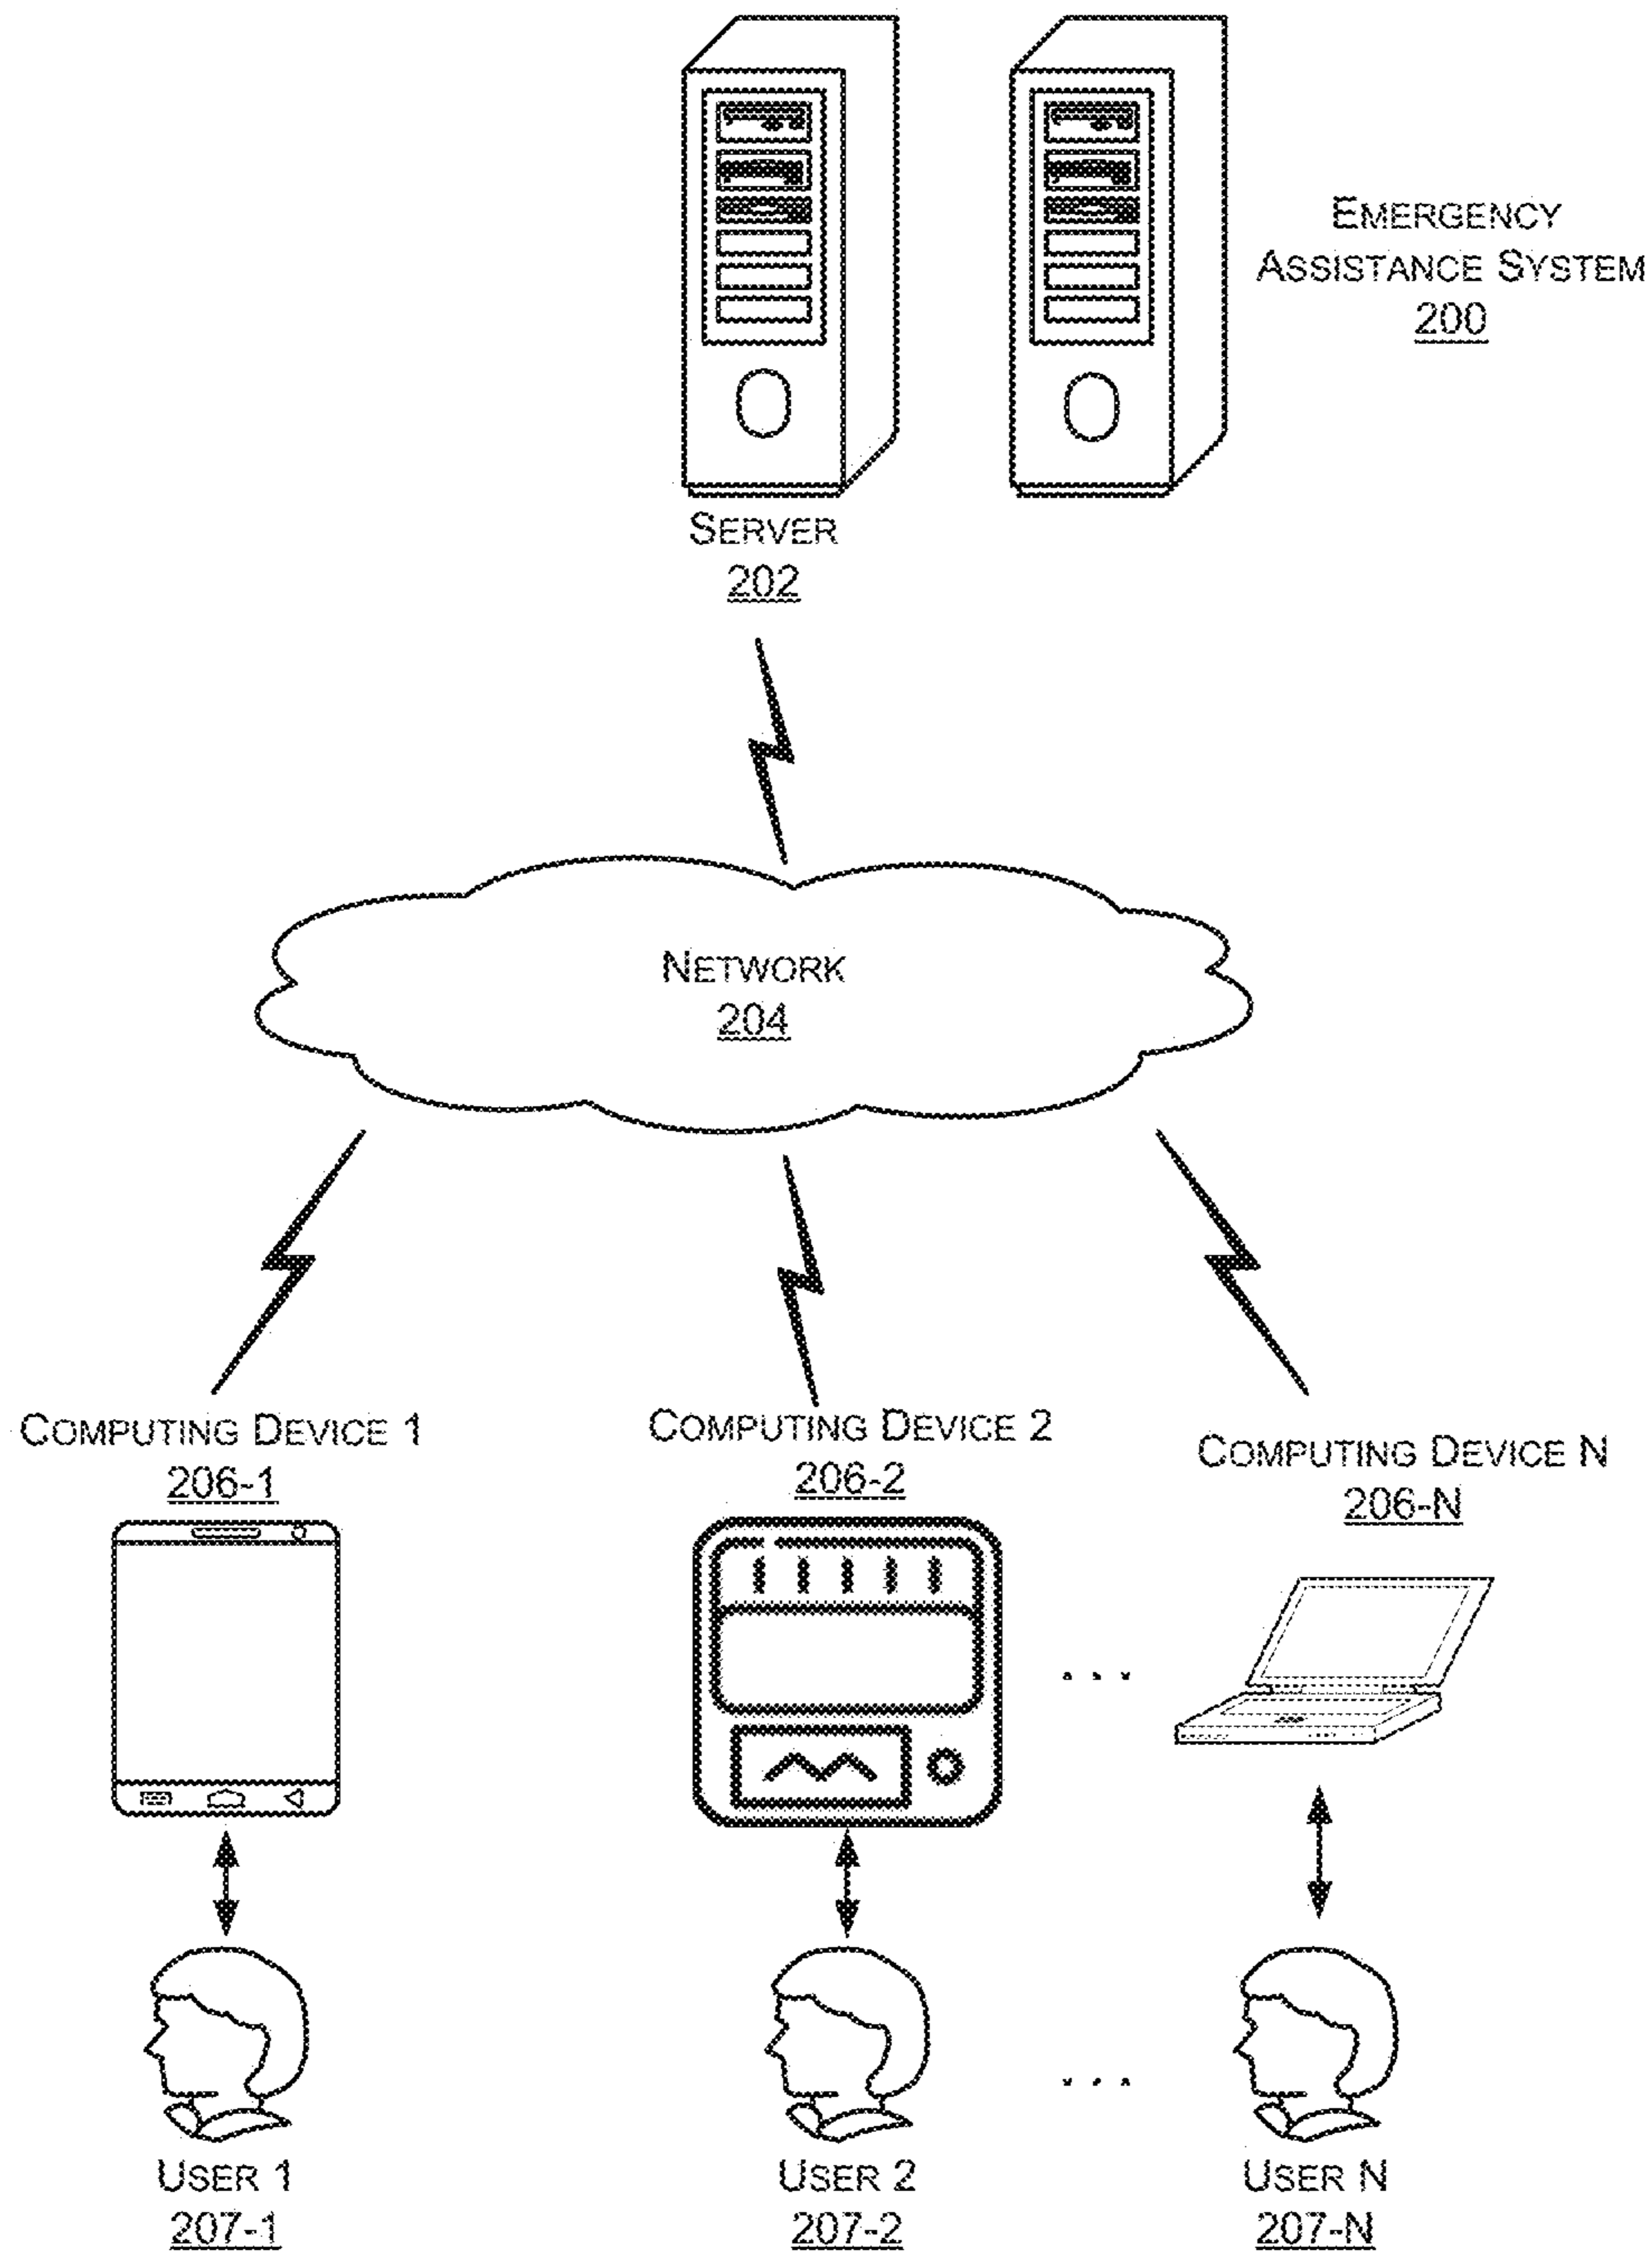 EMERGENCY
ASSISTANCE SYSTEM
200
SERVER
202
NETWORK
204
COMPUTING DEVICE 1
206-1
COMPUTING DEVICE 2
206-2
COMPUTING DEVICE N
206-N
. . .
. . .
USER 1
207-1
USER 2
207-2
USER N
207-N